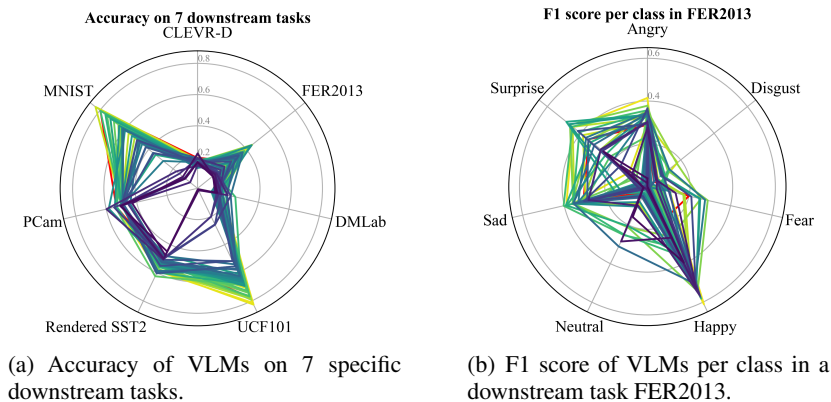 Accuracy on 7 downstream tasks
CLEVR-D
0.8
MNIST
FER2013
0.6
0.4
0.2
PCam
DMLab
Rendered SST2
UCF101
(a) Accuracy of VLMs on 7 specific
downstream tasks.
F1 score per class in FER2013
Angry
0.6
Surprise
Disgust
0.4
Sad
Fear
Neutral
Happy
(b) F1 score of VLMs per class in a
downstream task FER2013.